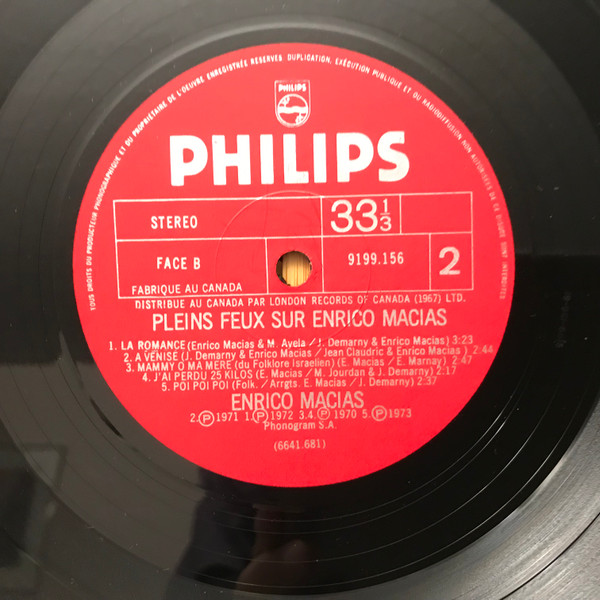 TOUS DROITS DU PRODUCTEUR PHONOGRAPHIQUE ET DU PROPRIETAIRE DE L'OEUVRE ENREGISTREE RESERVES DUPLICATION, EXÉCUTION PUBLIQUE ET OU RADIODIFFUSION NON AUTORISÉES DE CE DISQUE SONT INTERDITES
PHILIPS
PHILIPS
STEREO 33 1/3
FACE B 9199.156 2
FABRIQUE AU CANADA
DISTRIBUE AU CANADA PAR LONDON RECORDS OF CANADA (1967) LTD.
PLEINS FEUX SUR ENRICO MACIAS
1. LA ROMANCE (Enrico Macias & M. Ayela / J. Demarny & Enrico Macias) 3:23
2. A VENISE (J. Demarny & Enrico Macias / Jean Claudric & Enrico Macias) 2:44
3. MAMMY O MA MERE (du Folklore Israelien) (E. Macias / E. Marnay) 2:47
4. J'AI PERDU 25 KILOS (E. Macias / M. Jourdan & J. Demarny) 2:17
5. POI POI POI (Folk. / Arrgts. E. Macias / J. Demarny) 2:37
ENRICO MACIAS
2. ℗ 1971 1. ℗ 1972 3.4. ℗ 1970 5. ℗ 1973
Phonogram S.A.
(6641.681)